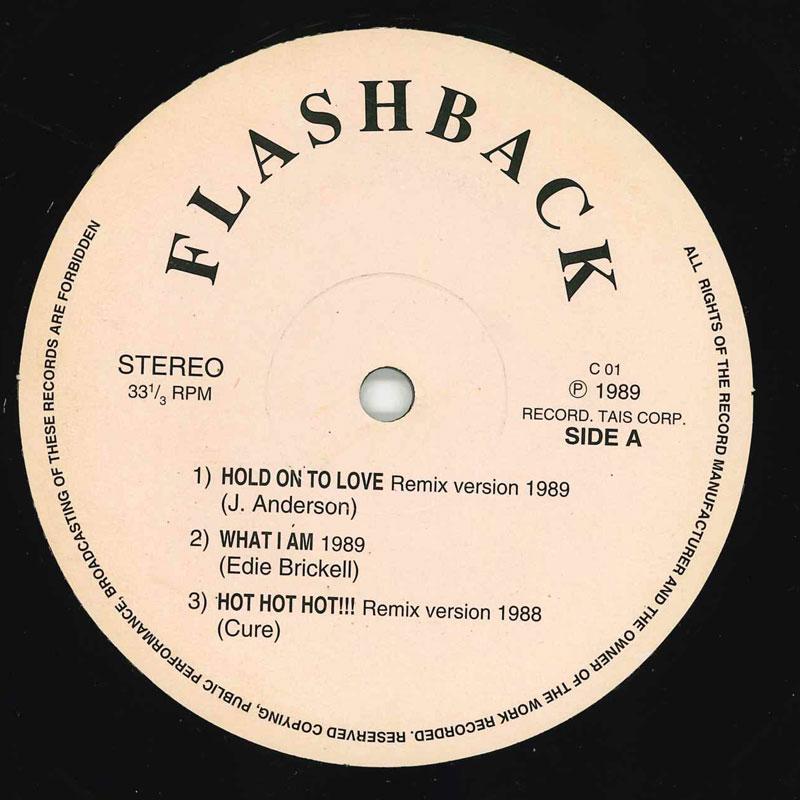 FLASHBACK
STEREO
33 1/3 RPM
C 01
℗ 1989
RECORD. TAIS CORP.
SIDE A
1) HOLD ON TO LOVE Remix version 1989
(J. Anderson)
2) WHAT I AM 1989
(Edie Brickell)
3) HOT HOT HOT!!! Remix version 1988
(Cure)
ALL RIGHTS OF THE RECORD MANUFACTURER AND THE OWNER OF THE WORK RECORDED. RESERVED COPYING, PUBLIC PERFORMANCE, BROADCASTING OF THESE RECORDS ARE FORBIDDEN